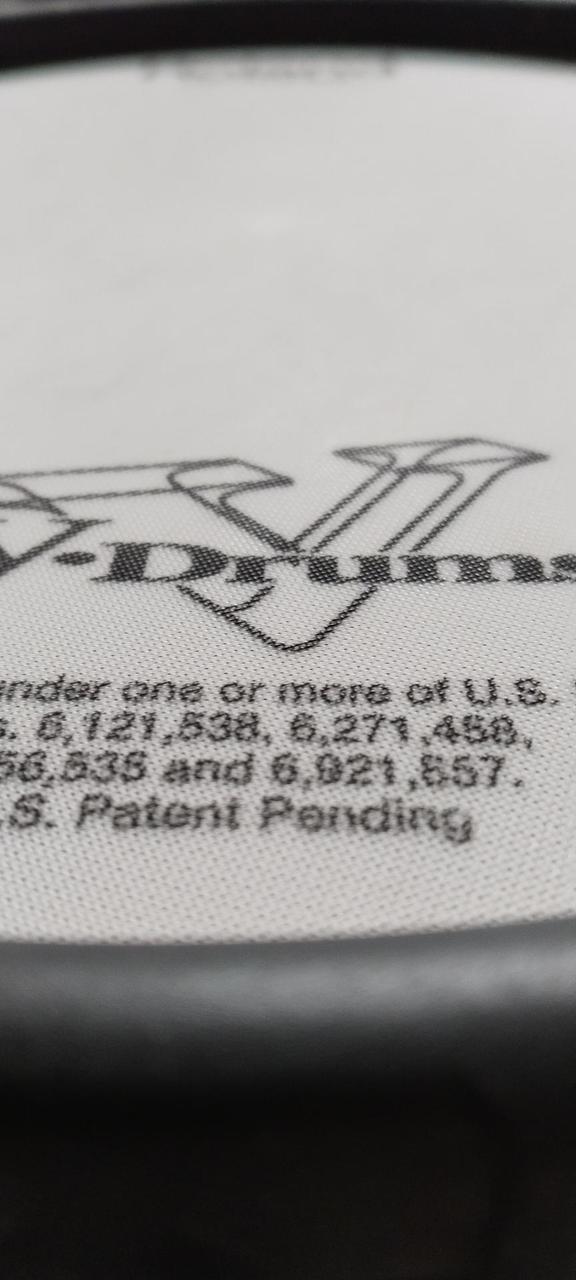 Roland
V-Drums
under one or more of U.S.
6,121,538, 6,271,458,
56,535 and 6,921,857.
.S. Patent Pending